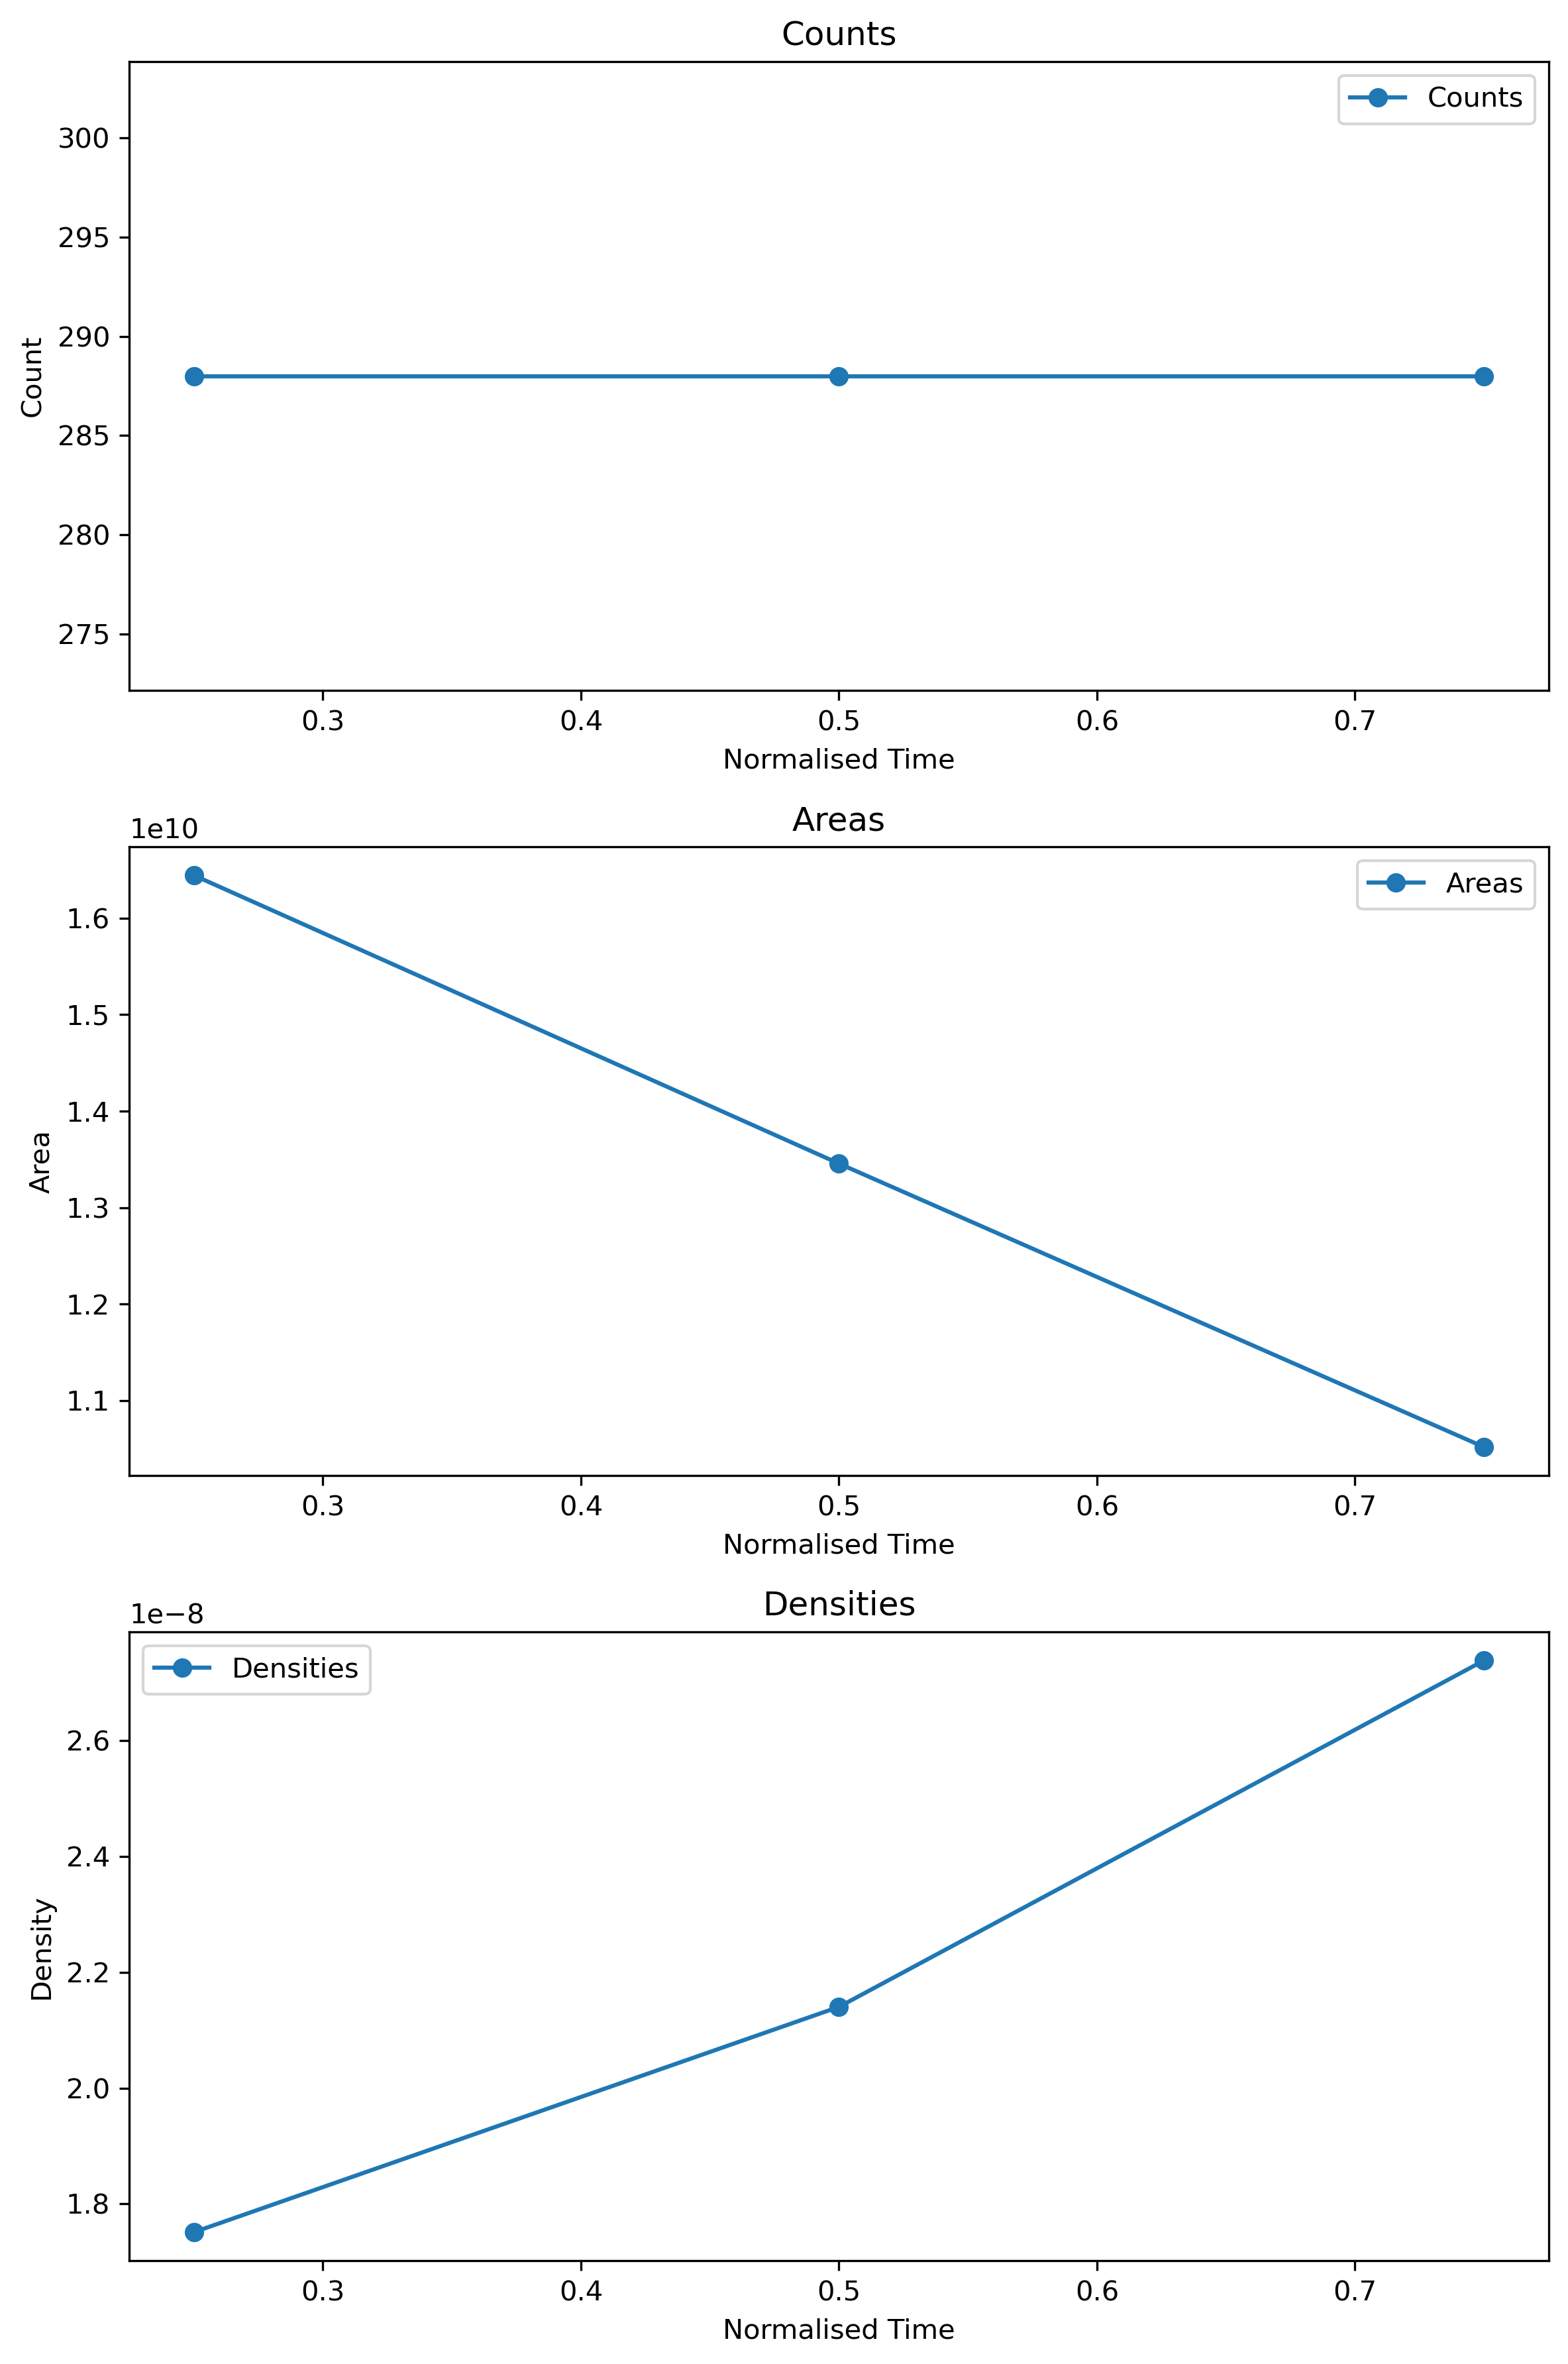 Counts
Counts
300
295
290
285
280
275
Count
0.3 0.4 0.5 0.6 0.7
Normalised Time
Areas
1e10
Areas
1.6
1.5
1.4
1.3
1.2
1.1
Area
0.3 0.4 0.5 0.6 0.7
Normalised Time
Densities
1e−8
Densities
2.6
2.4
2.2
2.0
1.8
Density
0.3 0.4 0.5 0.6 0.7
Normalised Time